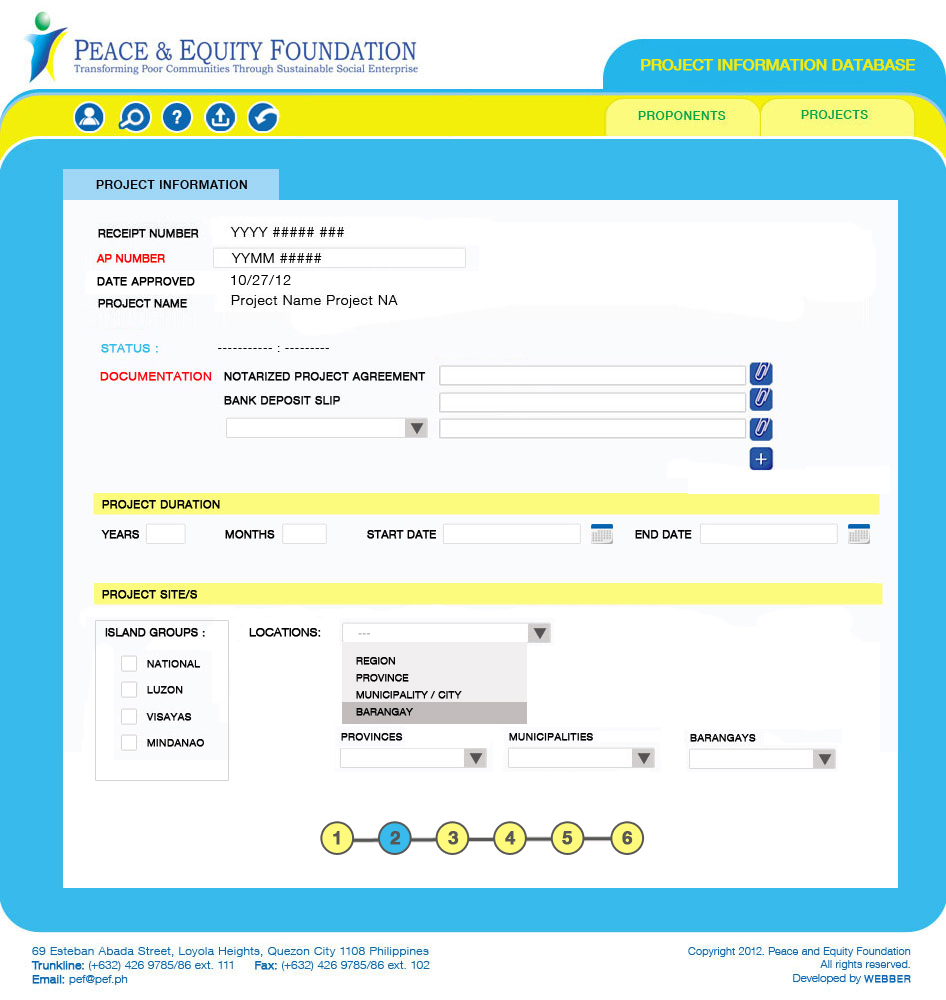 PEACE & EQUITY FOUNDATION
Transforming Poor Communities Through Sustainable Social Enterprise
PROJECT INFORMATION DATABASE
?
PROPONENTS
PROJECTS
PROJECT INFORMATION
RECEIPT NUMBER YYYY ##### ###
AP NUMBER YYMM #####
DATE APPROVED 10/27/12
PROJECT NAME Project Name Project NA
STATUS : ----------- : ---------
DOCUMENTATION NOTARIZED PROJECT AGREEMENT
BANK DEPOSIT SLIP
+
PROJECT DURATION
YEARS MONTHS START DATE END DATE
PROJECT SITE/S
ISLAND GROUPS : LOCATIONS: ---
NATIONAL
LUZON
VISAYAS
MINDANAO
REGION
PROVINCE
MUNICIPALITY / CITY
BARANGAY
PROVINCES MUNICIPALITIES BARANGAYS
1 2 3 4 5 6
69 Esteban Abada Street, Loyola Heights, Quezon City 1108 Philippines
Trunkline: (+632) 426 9785/86 ext. 111 Fax: (+632) 426 9785/86 ext. 102
Email: pef@pef.ph
Copyright 2012. Peace and Equity Foundation
All rights reserved.
Developed by WEBBER